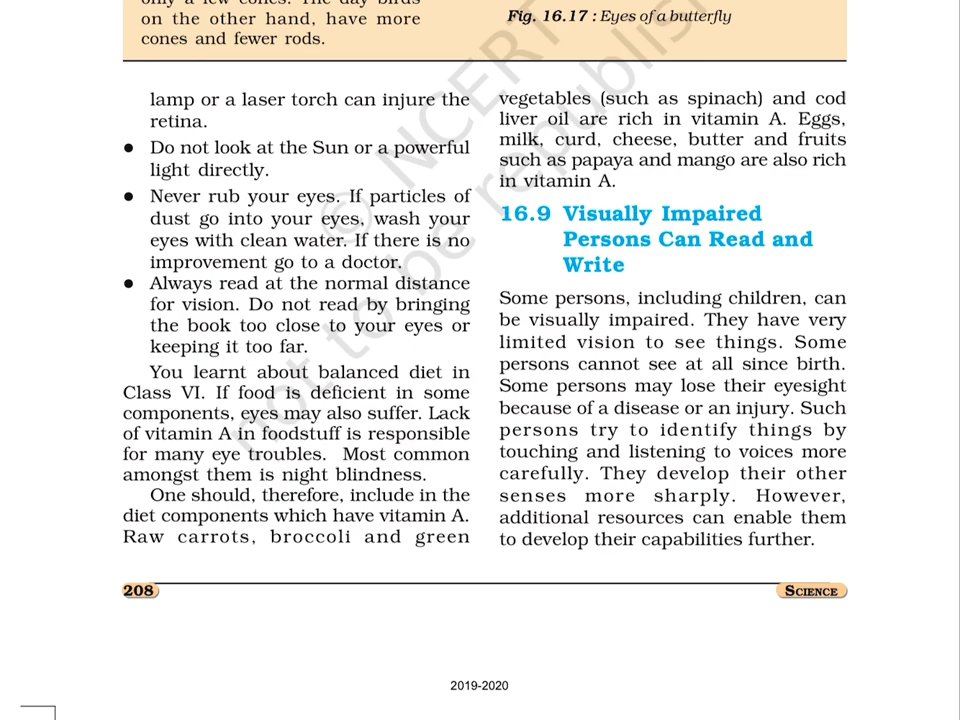 on the other hand, have more
cones and fewer rods.
Fig. 16.17 : Eyes of a butterfly
lamp or a laser torch can injure the
retina.
● Do not look at the Sun or a powerful
light directly.
● Never rub your eyes. If particles of
dust go into your eyes, wash your
eyes with clean water. If there is no
improvement go to a doctor.
● Always read at the normal distance
for vision. Do not read by bringing
the book too close to your eyes or
keeping it too far.
You learnt about balanced diet in
Class VI. If food is deficient in some
components, eyes may also suffer. Lack
of vitamin A in foodstuff is responsible
for many eye troubles. Most common
amongst them is night blindness.
One should, therefore, include in the
diet components which have vitamin A.
Raw carrots, broccoli and green
vegetables (such as spinach) and cod
liver oil are rich in vitamin A. Eggs,
milk, curd, cheese, butter and fruits
such as papaya and mango are also rich
in vitamin A.
16.9 Visually Impaired
Persons Can Read and
Write
Some persons, including children, can
be visually impaired. They have very
limited vision to see things. Some
persons cannot see at all since birth.
Some persons may lose their eyesight
because of a disease or an injury. Such
persons try to identify things by
touching and listening to voices more
carefully. They develop their other
senses more sharply. However,
additional resources can enable them
to develop their capabilities further.
208
SCIENCE
2019-2020
© NCERT
not to be republish